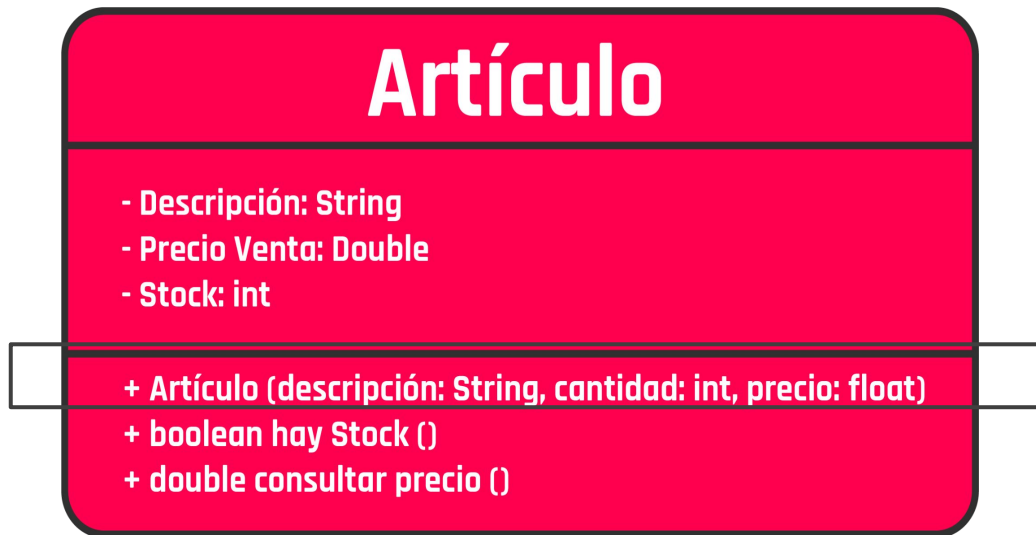 Artículo
- Descripción: String
- Precio Venta: Double
- Stock: int
+ Artículo (descripción: String, cantidad: int, precio: float)
+ boolean hay Stock ()
+ double consultar precio ()